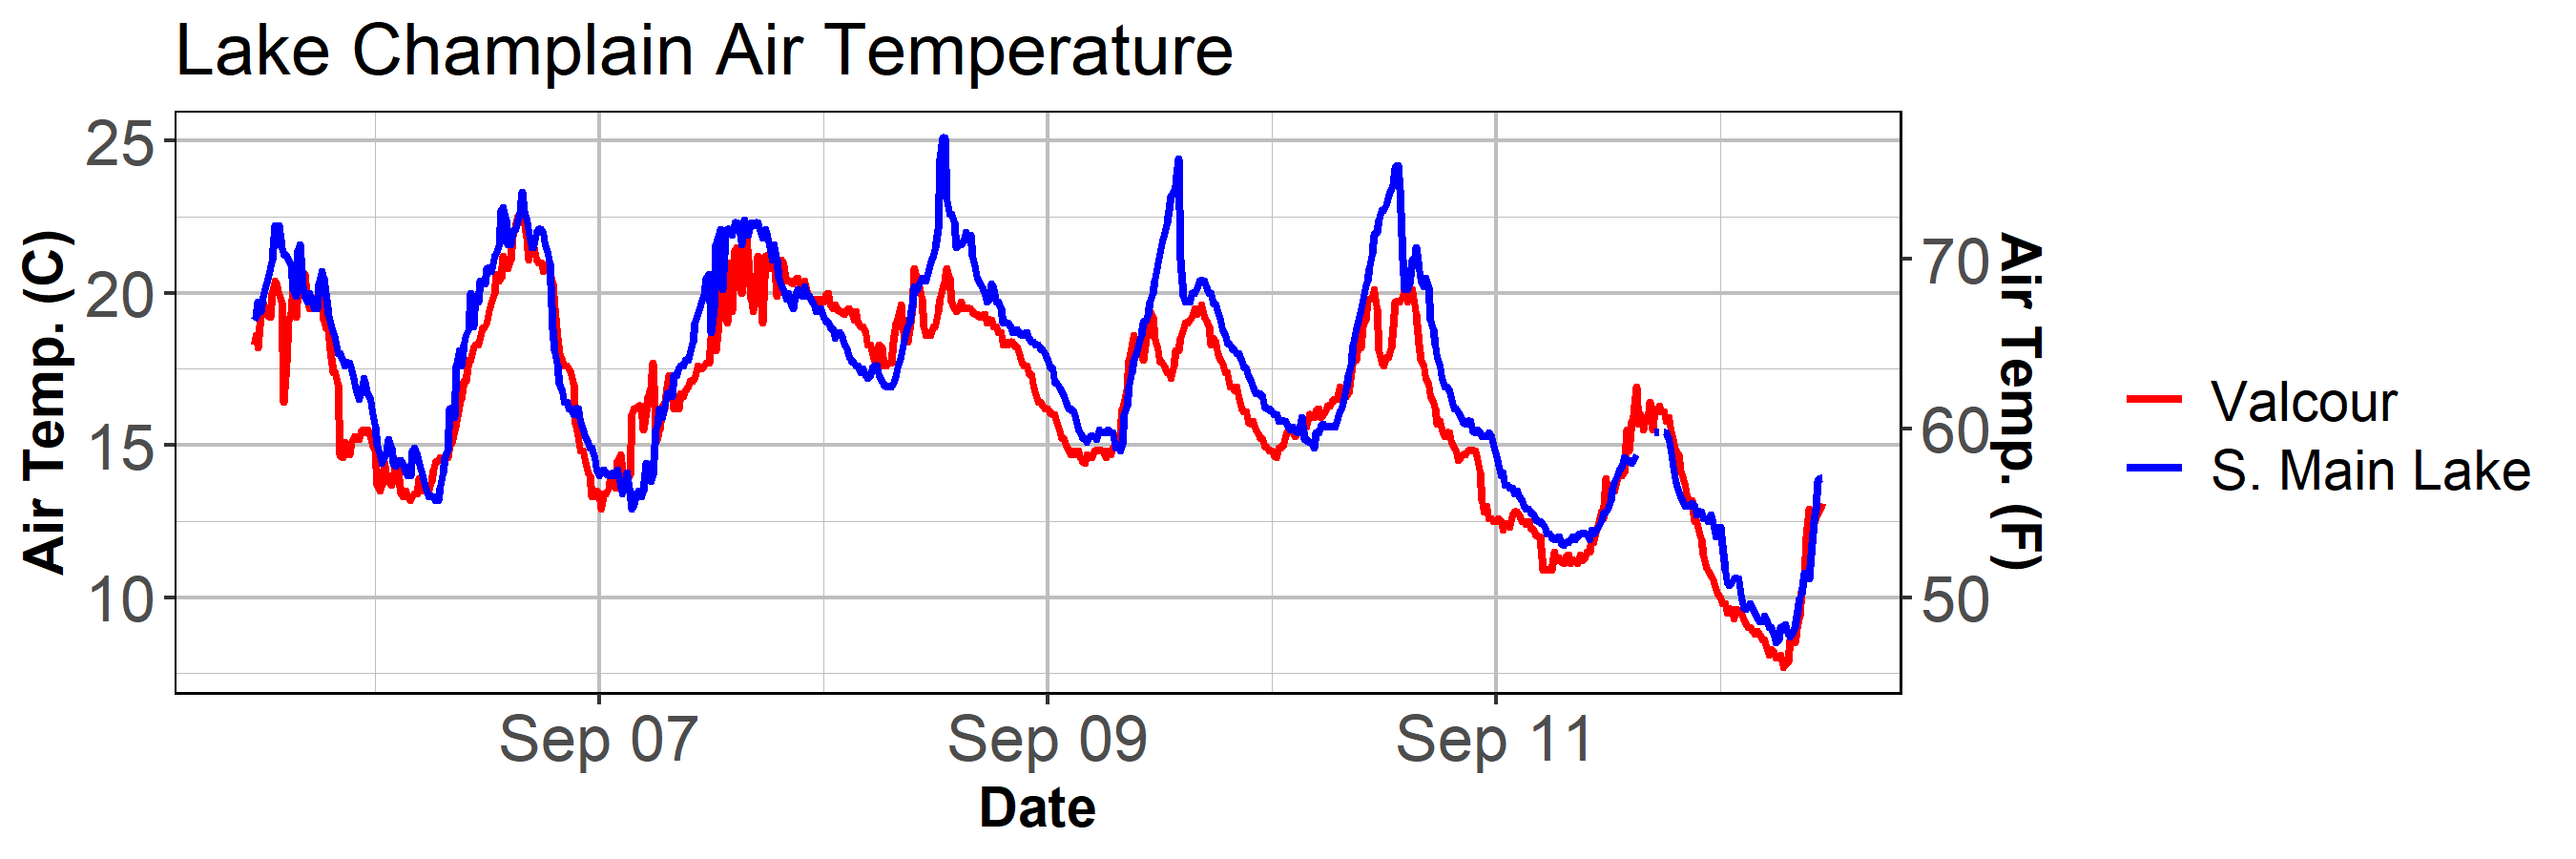 Lake Champlain Air Temperature
25
20
15
10
Air Temp. (C)
70
60
50
Air Temp. (F)
Sep 07
Sep 09
Sep 11
Date
Valcour
S. Main Lake